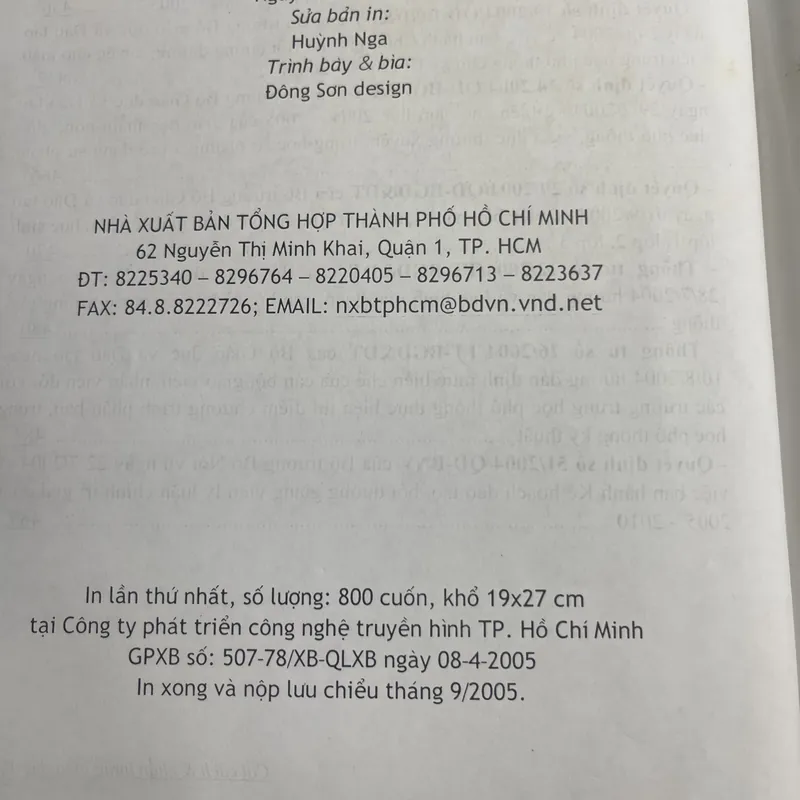 Sửa bản in:
Huỳnh Nga
Trình bày & bìa:
Đông Sơn design
NHÀ XUẤT BẢN TỔNG HỢP THÀNH PHỐ HỒ CHÍ MINH
62 Nguyễn Thị Minh Khai, Quận 1, TP. HCM
ĐT: 8225340 – 8296764 – 8220405 – 8296713 – 8223637
FAX: 84.8.8222726; EMAIL: nxbtphcm@bdvn.vnd.net
In lần thứ nhất, số lượng: 800 cuốn, khổ 19x27 cm
tại Công ty phát triển công nghệ truyền hình TP. Hồ Chí Minh
GPXB số: 507-78/XB-QLXB ngày 08-4-2005
In xong và nộp lưu chiểu tháng 9/2005.